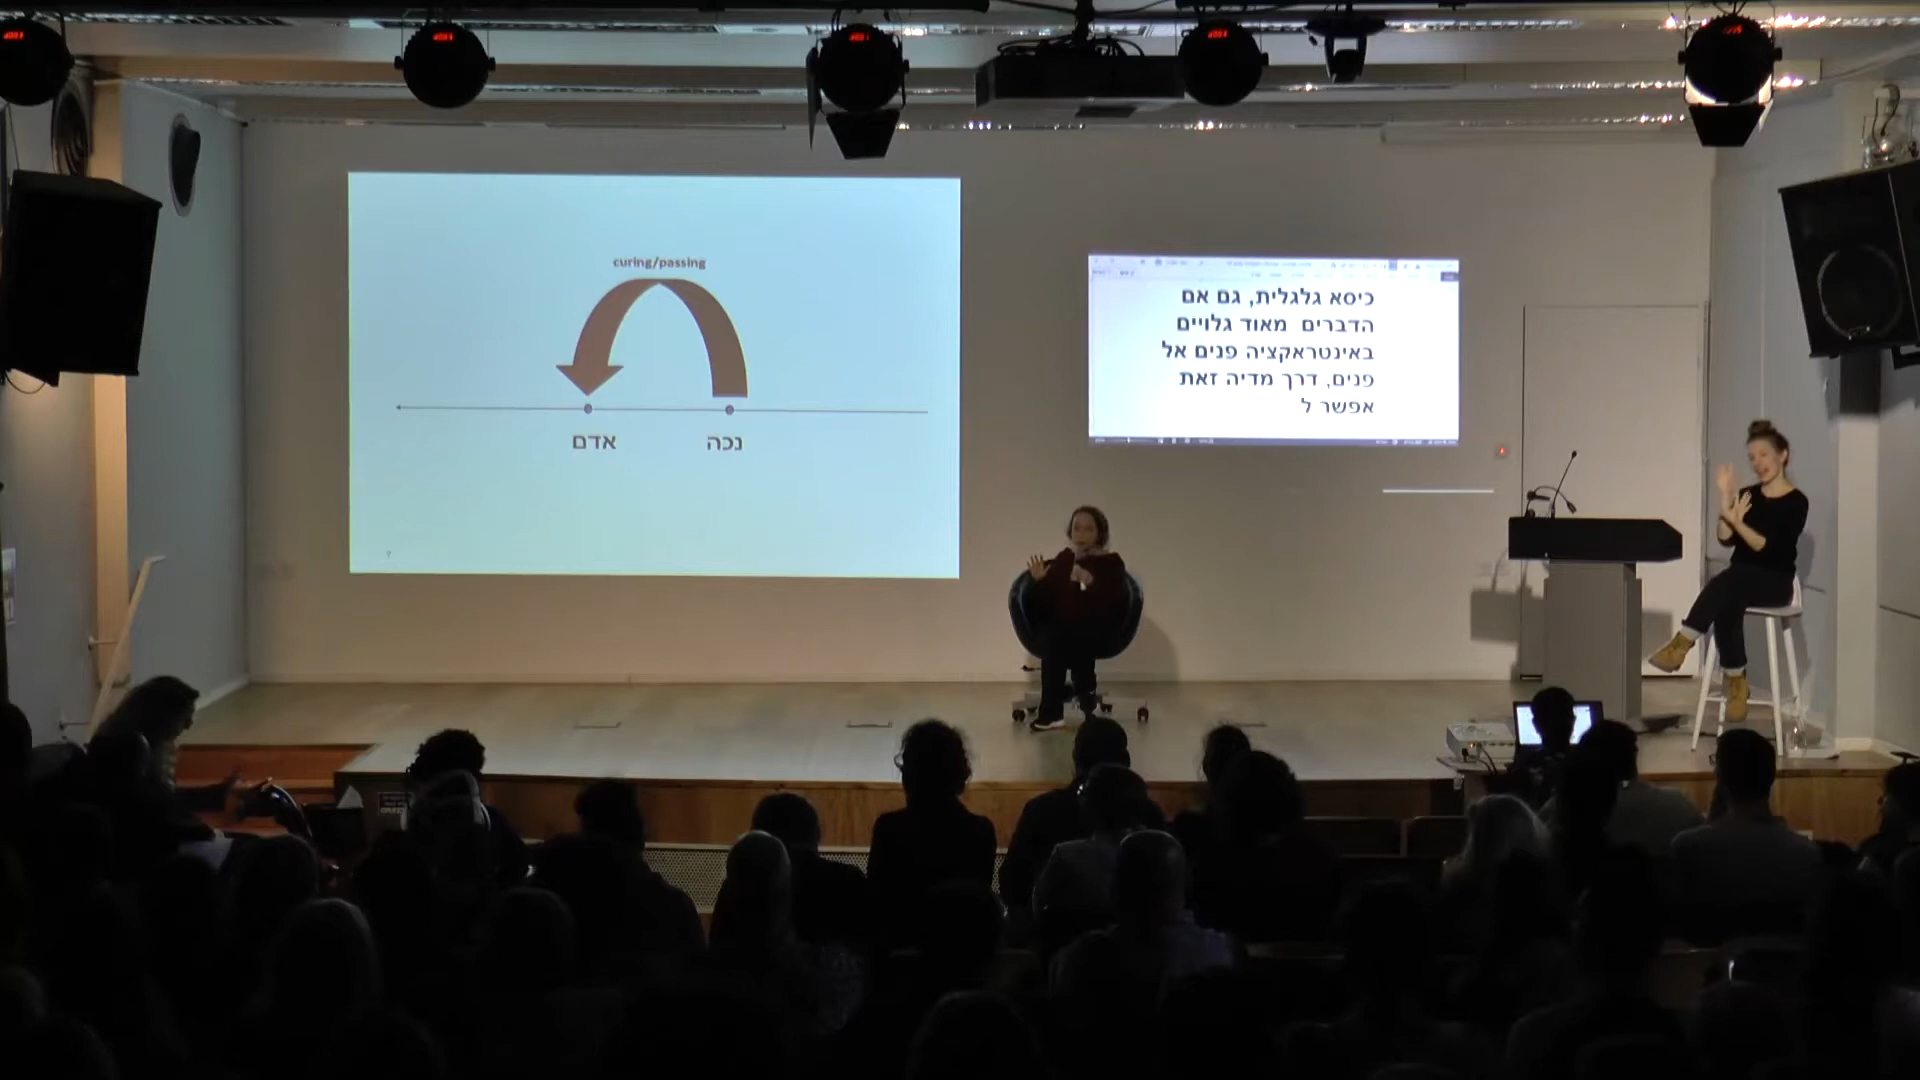 curing/passing
נכה
אדם
7
כיסא גלגלית, גם אם
הדברים מאוד גלויים
באינטראקציה פנים אל
פנים, דרך מדיה זאת
אפשר ל